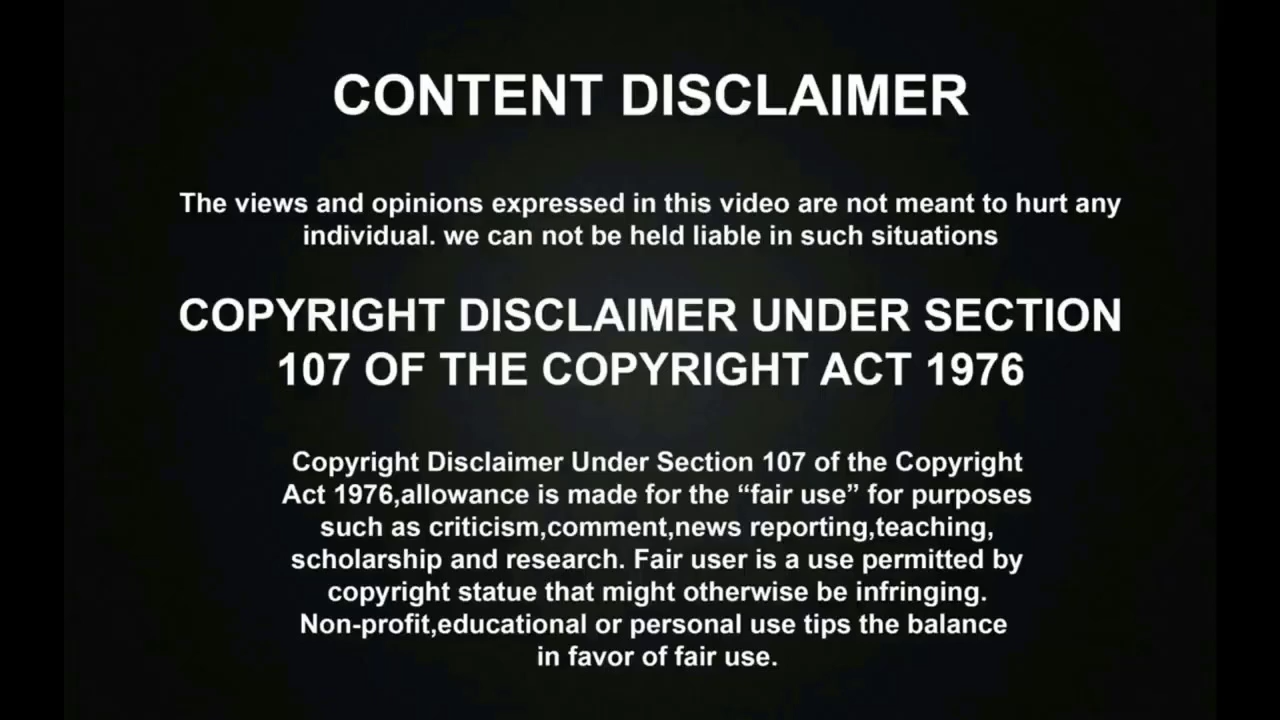 CONTENT DISCLAIMER
The views and opinions expressed in this video are not meant to hurt any
individual. we can not be held liable in such situations
COPYRIGHT DISCLAIMER UNDER SECTION
107 OF THE COPYRIGHT ACT 1976
Copyright Disclaimer Under Section 107 of the Copyright
Act 1976,allowance is made for the “fair use” for purposes
such as criticism,comment,news reporting,teaching,
scholarship and research. Fair user is a use permitted by
copyright statue that might otherwise be infringing.
Non-profit,educational or personal use tips the balance
in favor of fair use.